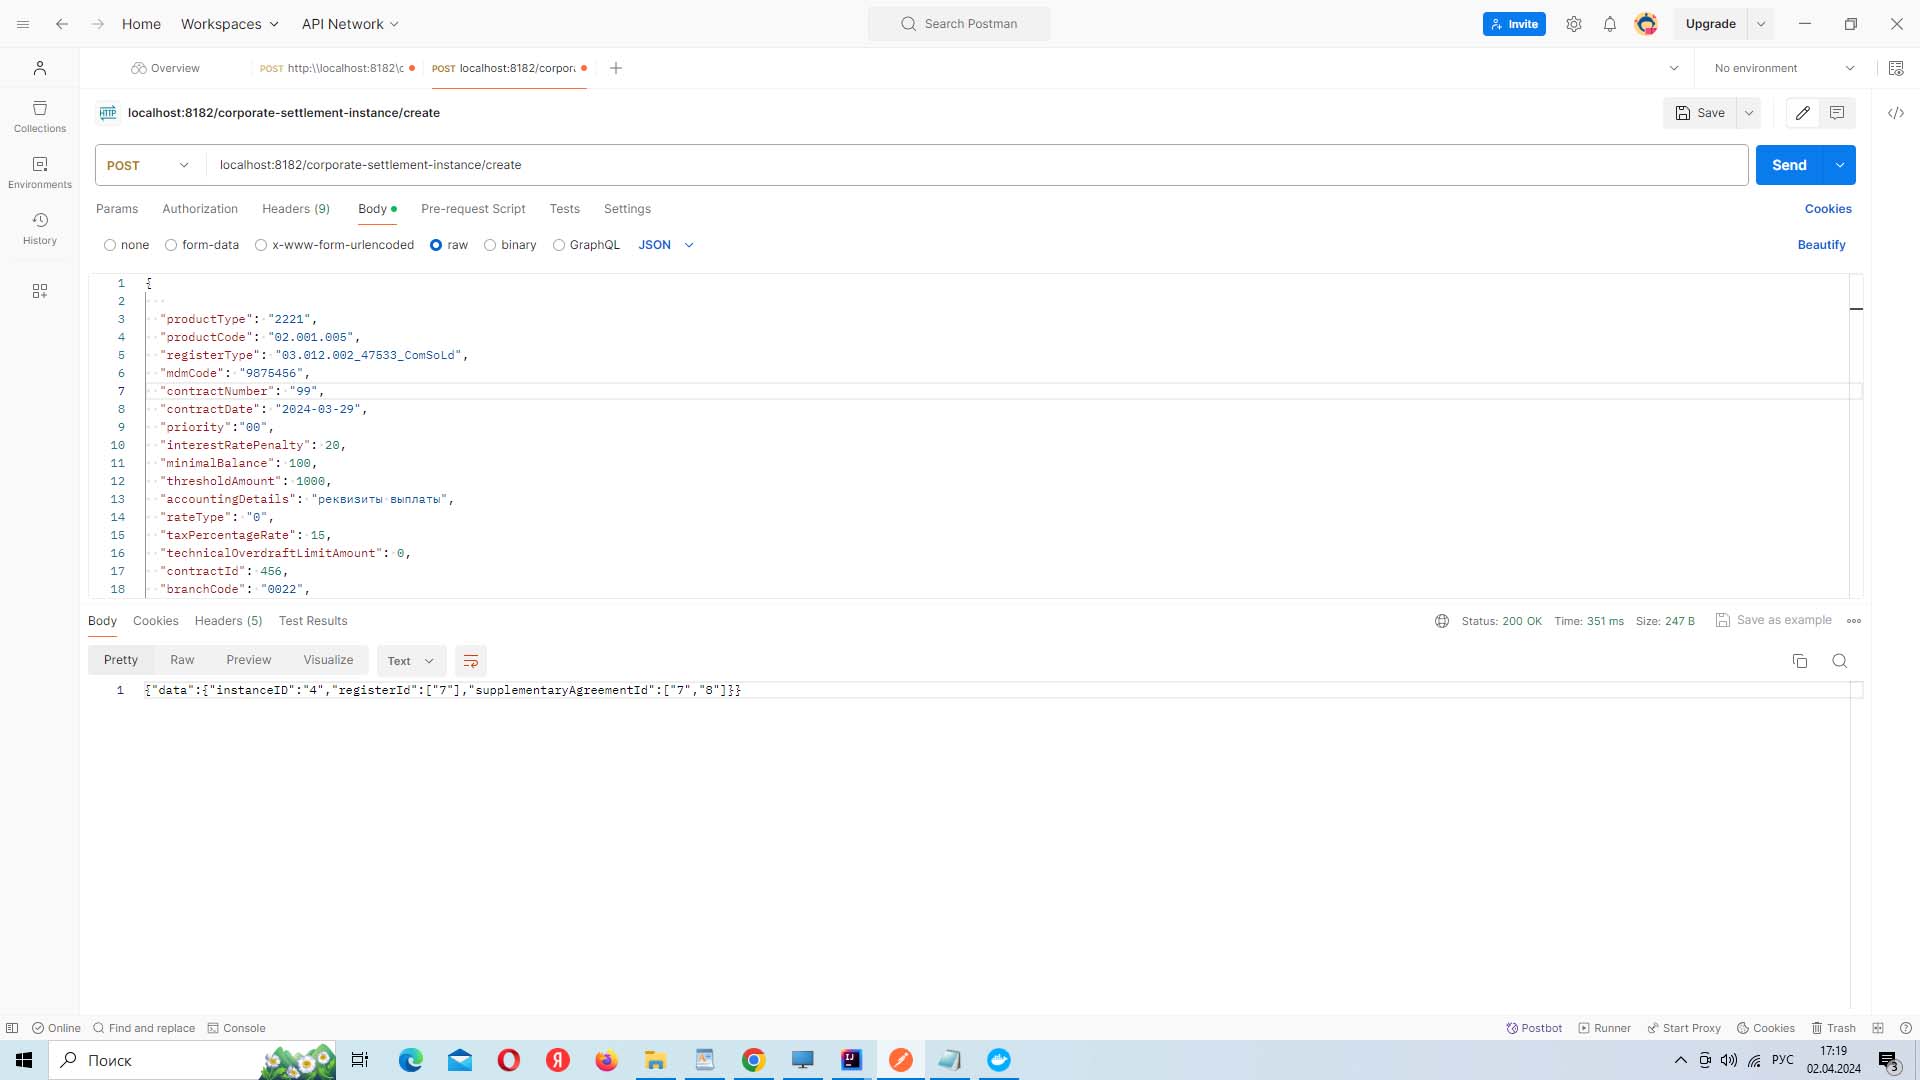 Home Workspaces API Network Search Postman Invite Upgrade
Overview POST http:\\localhost:8182\c POST localhost:8182/corpor No environment
HTTP localhost:8182/corporate-settlement-instance/create Save
Collections
POST localhost:8182/corporate-settlement-instance/create Send
Environments
Params Authorization Headers (9) Body Pre-request Script Tests Settings Cookies
History
none form-data x-www-form-urlencoded raw binary GraphQL JSON Beautify
1 {
2
3 "productType": "2221",
4 "productCode": "02.001.005",
5 "registerType": "03.012.002_47533_ComSoLd",
6 "mdmCode": "9875456",
7 "contractNumber": "99",
8 "contractDate": "2024-03-29",
9 "priority":"00",
10 "interestRatePenalty": 20,
11 "minimalBalance": 100,
12 "thresholdAmount": 1000,
13 "accountingDetails": "реквизиты выплаты",
14 "rateType": "0",
15 "taxPercentageRate": 15,
16 "technicalOverdraftLimitAmount": 0,
17 "contractId": 456,
18 "branchCode": "0022",
Body Cookies Headers (5) Test Results Status: 200 OK Time: 351 ms Size: 247 B Save as example
Pretty Raw Preview Visualize Text
1 {"data":{"instanceID":"4","registerId":["7"],"supplementaryAgreementId":["7","8"]}}
Online Find and replace Console Postbot Runner Start Proxy Cookies Trash
Поиск РУС 17:19
02.04.2024 3